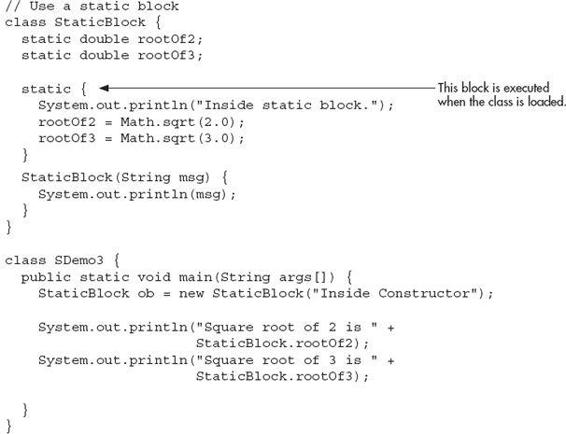 // Use a static block
class StaticBlock {
  static double rootOf2;
  static double rootOf3;

  static {
    System.out.println("Inside static block.");
    rootOf2 = Math.sqrt(2.0);
    rootOf3 = Math.sqrt(3.0);
  }
This block is executed
when the class is loaded.
  StaticBlock(String msg) {
    System.out.println(msg);
  }
}

class SDemo3 {
  public static void main(String args[]) {
    StaticBlock ob = new StaticBlock("Inside Constructor");

    System.out.println("Square root of 2 is " +
                       StaticBlock.rootOf2);
    System.out.println("Square root of 3 is " +
                       StaticBlock.rootOf3);

  }
}